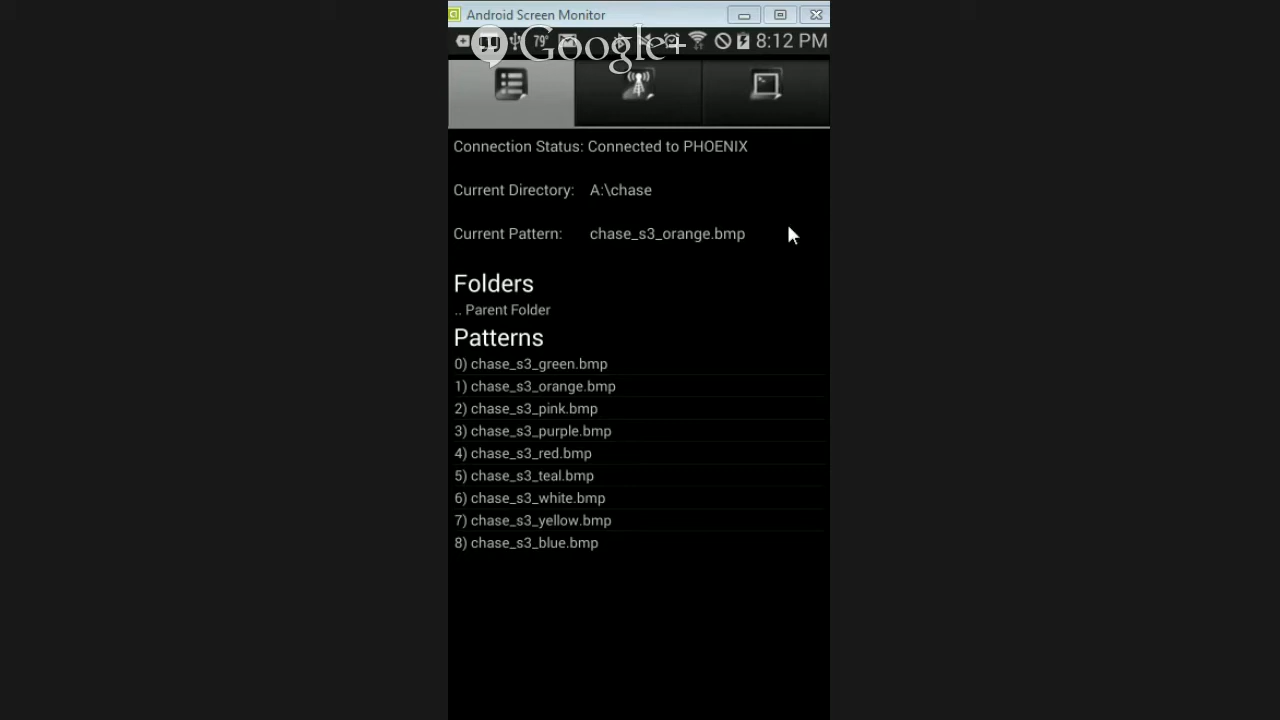 Android Screen Monitor
Google+
79° 8:12 PM
Connection Status: Connected to PHOENIX
Current Directory: A:\chase
Current Pattern: chase_s3_orange.bmp
Folders
.. Parent Folder
Patterns
0) chase_s3_green.bmp
1) chase_s3_orange.bmp
2) chase_s3_pink.bmp
3) chase_s3_purple.bmp
4) chase_s3_red.bmp
5) chase_s3_teal.bmp
6) chase_s3_white.bmp
7) chase_s3_yellow.bmp
8) chase_s3_blue.bmp